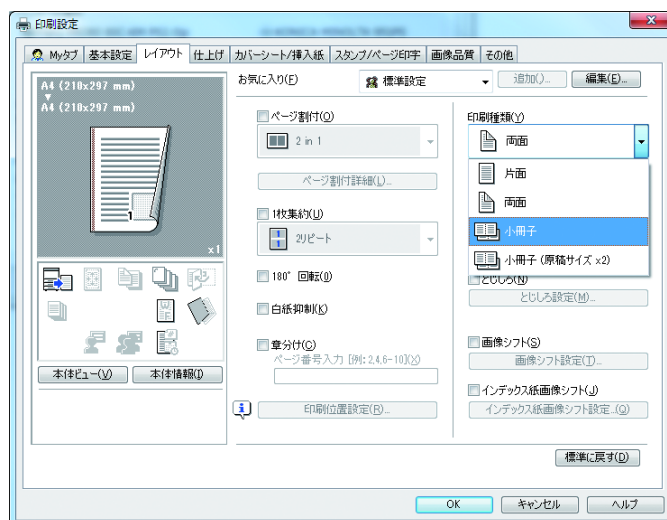 印刷設定
Myタブ 基本設定 レイアウト 仕上げ カバーシート/挿入紙 スタンプ/ページ印字 画像品質 その他
A4 (210x297 mm)
A4 (210x297 mm)
1
x1
本体ビュー(V) 本体情報(I)
お気に入り(F) 標準設定 追加()... 編集(E)...
ページ割付(O)
2 in 1
ページ割付詳細(L)...
1枚集約(U)
1
1
2リピート
180° 回転(I)
白紙抑制(K)
章分け(C)
ページ番号入力 [例: 2,4,6-10](X)
印刷位置設定(R)...
印刷種類(Y)
両面
片面
両面
小冊子
小冊子 (原稿サイズ x2)
とじしろ(N)
とじしろ設定(M)...
画像シフト(S)
画像シフト設定(T)...
インデックス紙画像シフト(J)
インデックス紙画像シフト設定...(Q)
標準に戻す(D)
OK キャンセル ヘルプ